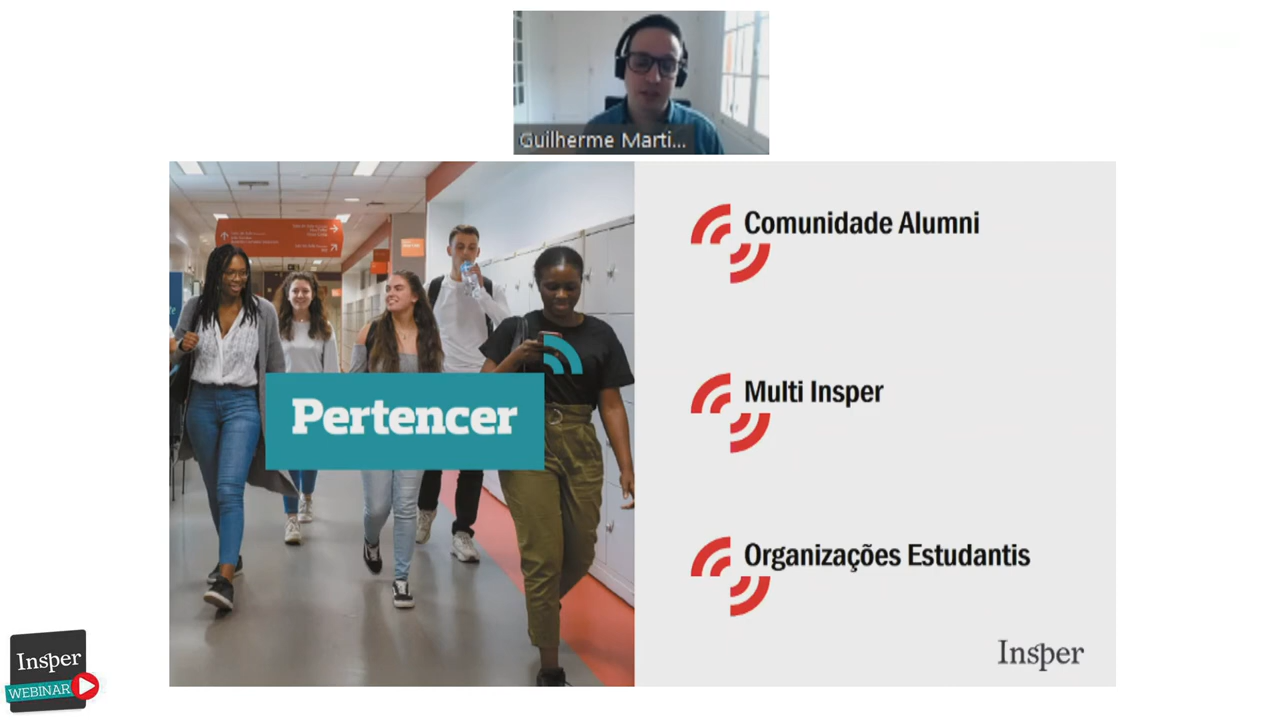 Guilherme Marti...
Comunidade Alumni
Multi Insper
Pertencer
Organizações Estudantis
Insper
Insper
WEBINAR